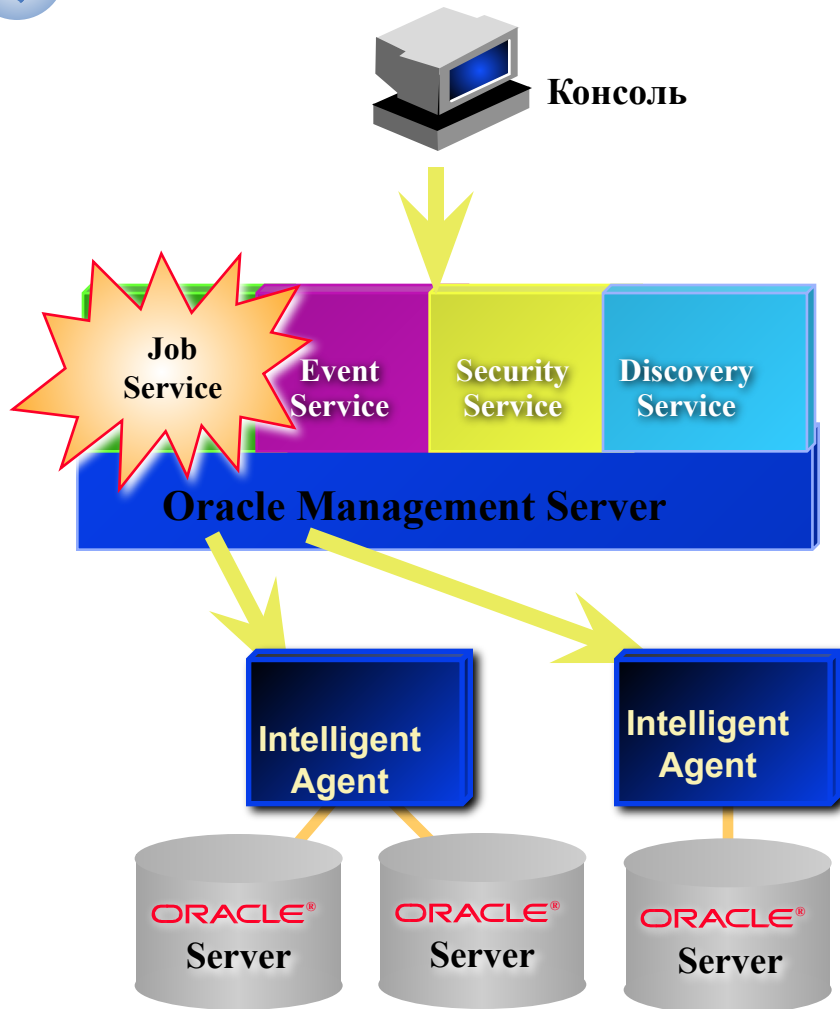 Консоль
Job
Service
Event
Service
Security
Service
Discovery
Service
Oracle Management Server
Intelligent
Agent
Intelligent
Agent
ORACLE®
Server
ORACLE®
Server
ORACLE®
Server